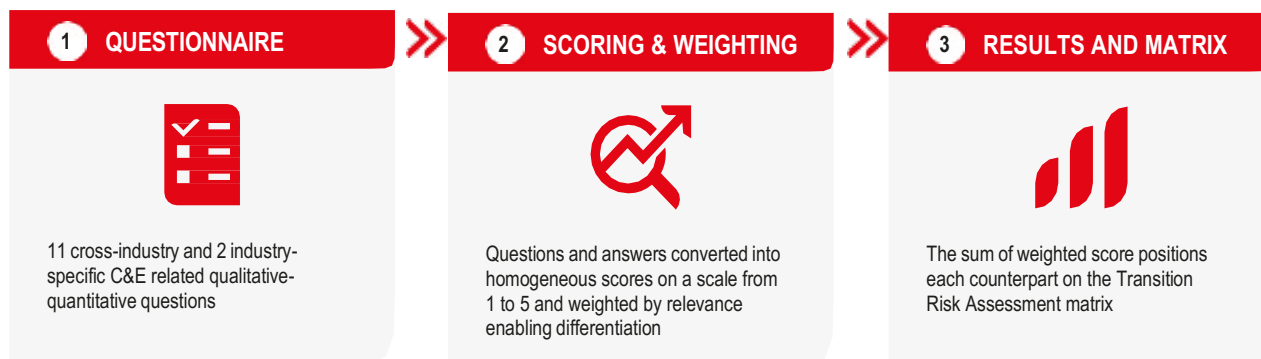 1 QUESTIONNAIRE
11 cross-industry and 2 industry-
specific C&E related qualitative-
quantitative questions
2 SCORING & WEIGHTING
Questions and answers converted into
homogeneous scores on a scale from
1 to 5 and weighted by relevance
enabling differentiation
3 RESULTS AND MATRIX
The sum of weighted score positions
each counterpart on the Transition
Risk Assessment matrix